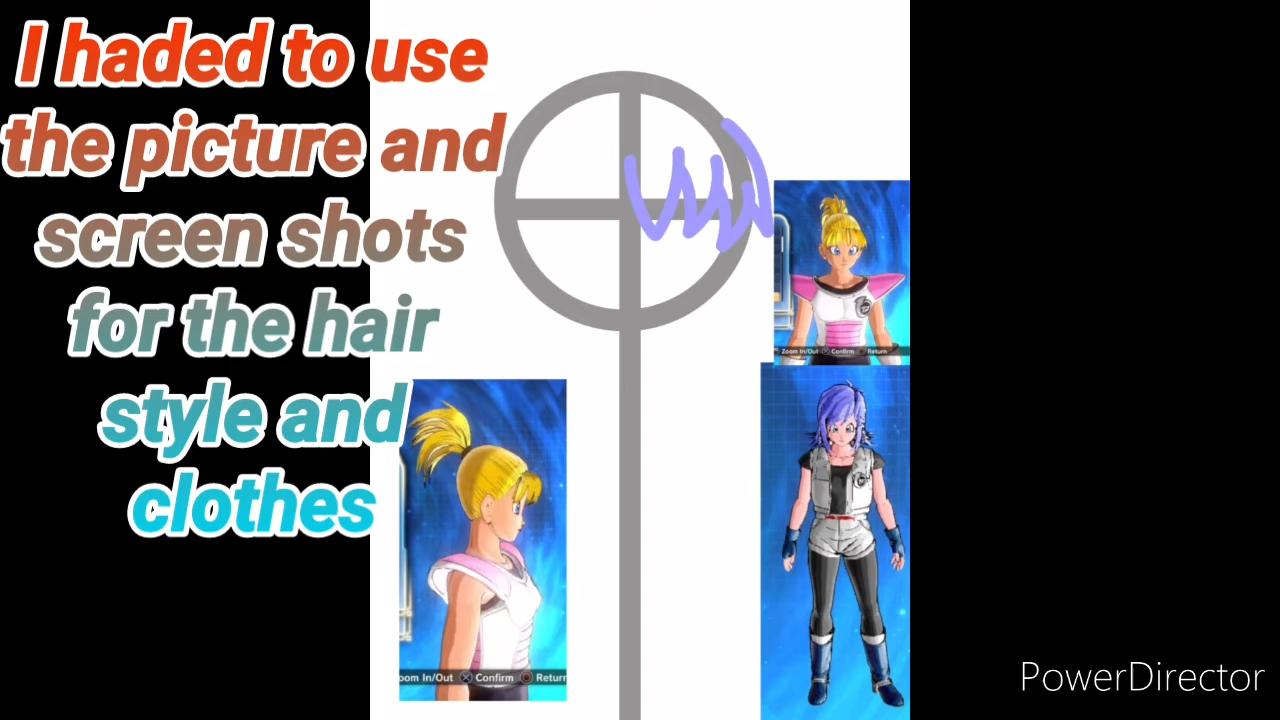 I haded to use
the picture and
screen shots
for the hair
style and
clothes
Zoom In/Out Confirm Return
oom In/Out Confirm Return
PowerDirector